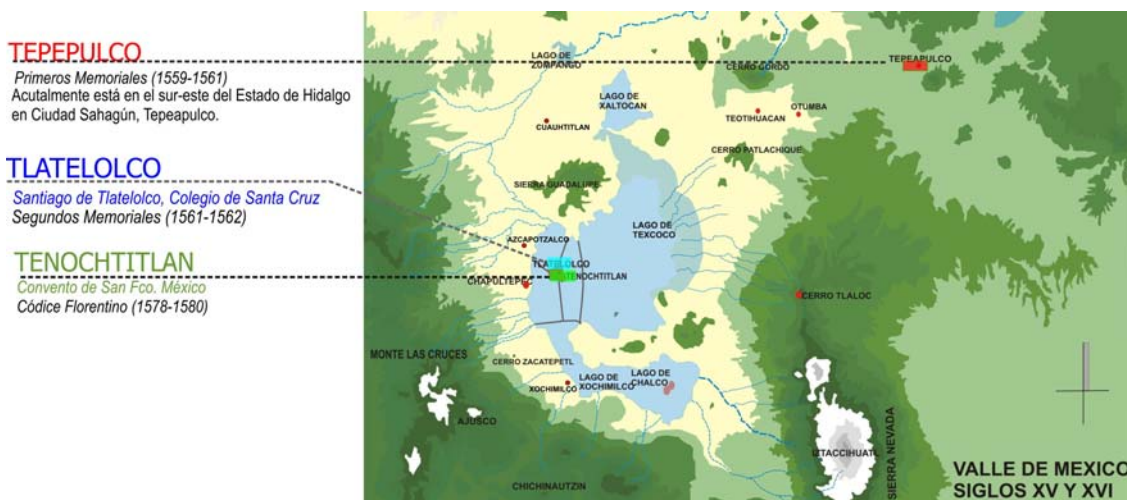 TEPEPULCO
Primeros Memoriales (1559-1561)
Acutalmente está en el sur-este del Estado de Hidalgo
en Ciudad Sahagún, Tepeapulco.
TLATELOLCO
Santiago de Tlatelolco, Colegio de Santa Cruz
Segundos Memoriales (1561-1562)
TENOCHTITLAN
Convento de San Fco. México
Códice Florentino (1578-1580)
LAGO DE
ZOMPANGO
CERRO GORDO
TEPEAPULCO
LAGO DE
XALTOCAN
CUAUHTITLAN
TEOTIHUACAN
OTUMBA
CERRO PATLACHIQUE
SIERRA GUADALUPE
LAGO DE
TEXCOCO
AZCAPOTZALCO
TLATELOLCO
TENOCHTITLAN
CHAPULTEPEC
CERRO TLALOC
MONTE LAS CRUCES
CERRO ZACATEPETL
LAGO DE
XOCHIMILCO
LAGO DE
CHALCO
XOCHIMILCO
AJUSCO
CHICHINAUTZIN
IZTACCIHUATL
SIERRA NEVADA
VALLE DE MEXICO
SIGLOS XV Y XVI